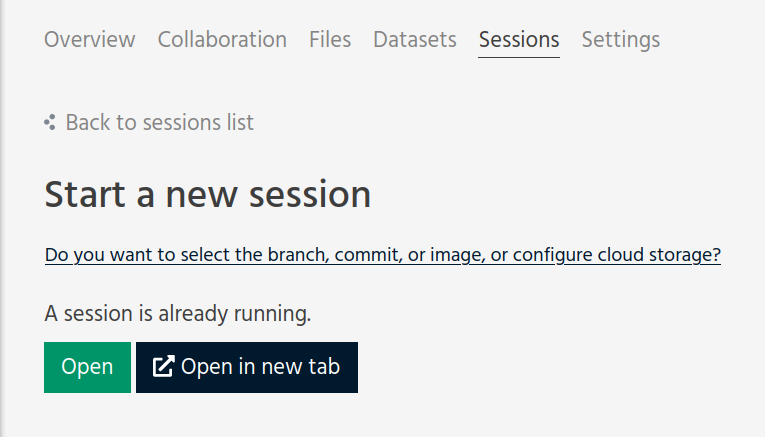 Overview Collaboration Files Datasets Sessions Settings
Back to sessions list
Start a new session
Do you want to select the branch, commit, or image, or configure cloud storage?
A session is already running.
Open Open in new tab